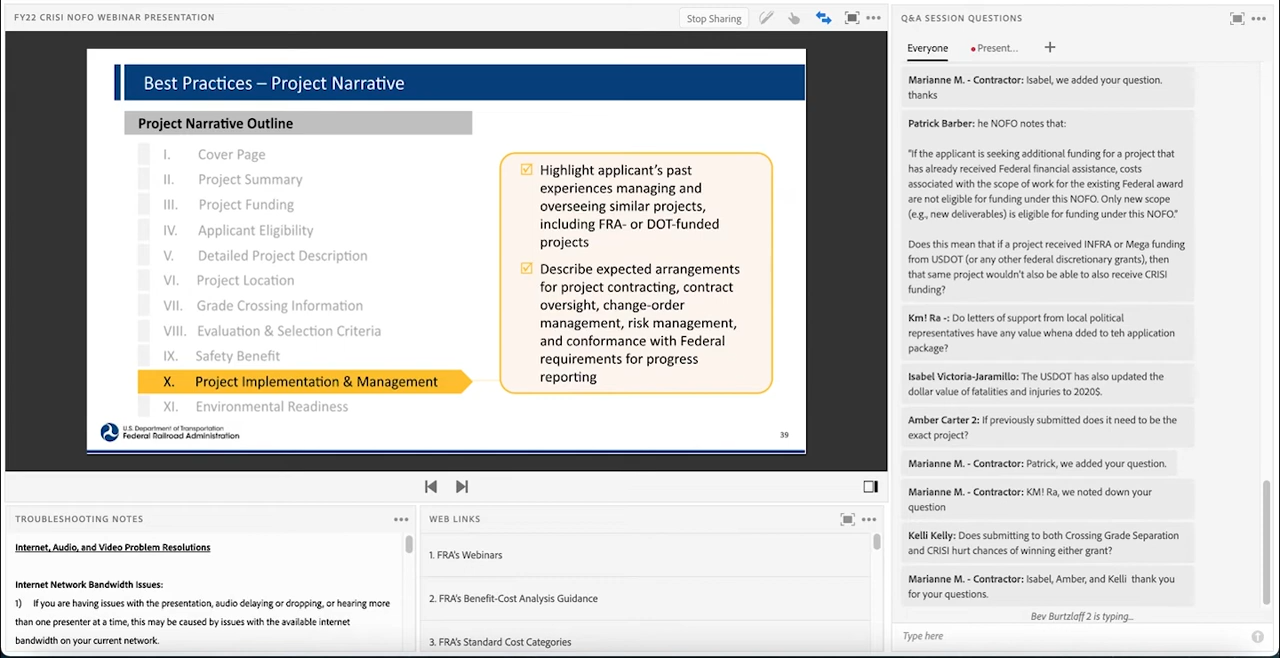 FY22 CRISI NOFO WEBINAR PRESENTATION
Stop Sharing
Best Practices – Project Narrative
Project Narrative Outline
I. Cover Page
II. Project Summary
III. Project Funding
IV. Applicant Eligibility
V. Detailed Project Description
VI. Project Location
VII. Grade Crossing Information
VIII. Evaluation & Selection Criteria
IX. Safety Benefit
X. Project Implementation & Management
XI. Environmental Readiness
Highlight applicant's past
experiences managing and
overseeing similar projects,
including FRA- or DOT-funded
projects
Describe expected arrangements
for project contracting, contract
oversight, change-order
management, risk management,
and conformance with Federal
requirements for progress
reporting
U.S. Department of Transportation
Federal Railroad Administration
39
TROUBLESHOOTING NOTES
Internet, Audio, and Video Problem Resolutions
Internet Network Bandwidth Issues:
1) If you are having issues with the presentation, audio delaying or dropping, or hearing more
than one presenter at a time, this may be caused by issues with the available internet
bandwidth on your current network.
WEB LINKS
1. FRA's Webinars
2. FRA's Benefit-Cost Analysis Guidance
3. FRA's Standard Cost Categories
Q&A SESSION QUESTIONS
Everyone
Present...
Marianne M. - Contractor: Isabel, we added your question.
thanks
Patrick Barber: he NOFO notes that:
"If the applicant is seeking additional funding for a project that
has already received Federal financial assistance, costs
associated with the scope of work for the existing Federal award
are not eligible for funding under this NOFO. Only new scope
(e.g., new deliverables) is eligible for funding under this NOFO."
Does this mean that if a project received INFRA or Mega funding
from USDOT (or any other federal discretionary grants), then
that same project wouldn't also be able to also receive CRISI
funding?
Km! Ra -: Do letters of support from local political
representatives have any value whena dded to teh application
package?
Isabel Victoria-Jaramillo: The USDOT has also updated the
dollar value of fatalities and injuries to 2020$.
Amber Carter 2: If previously submitted does it need to be the
exact project?
Marianne M. - Contractor: Patrick, we added your question.
Marianne M. - Contractor: KM! Ra, we noted down your
question
Kelli Kelly: Does submitting to both Crossing Grade Separation
and CRISI hurt chances of winning either grant?
Marianne M. - Contractor: Isabel, Amber, and Kelli thank you
for your questions.
Bev Burtzlaff 2 is typing...
Type here